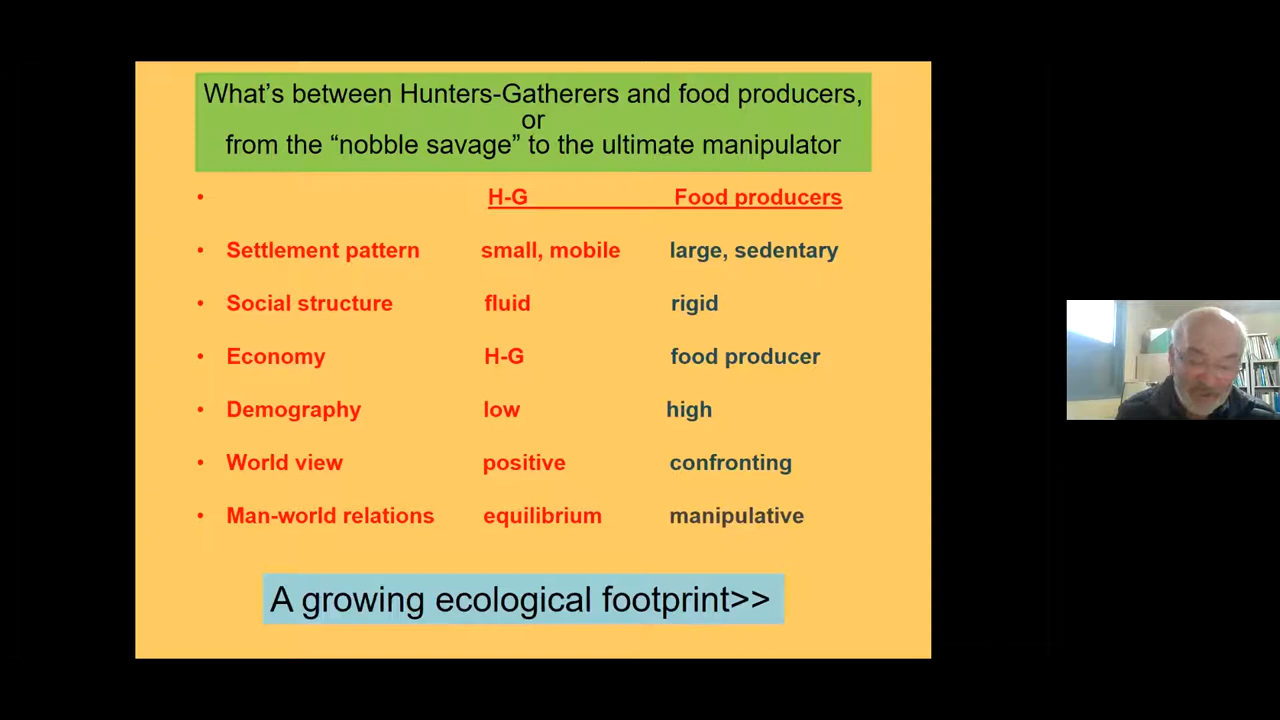 What's between Hunters-Gatherers and food producers,
or
from the “nobble savage” to the ultimate manipulator
• H-G Food producers
• Settlement pattern small, mobile large, sedentary
• Social structure fluid rigid
• Economy H-G food producer
• Demography low high
• World view positive confronting
• Man-world relations equilibrium manipulative
A growing ecological footprint>>